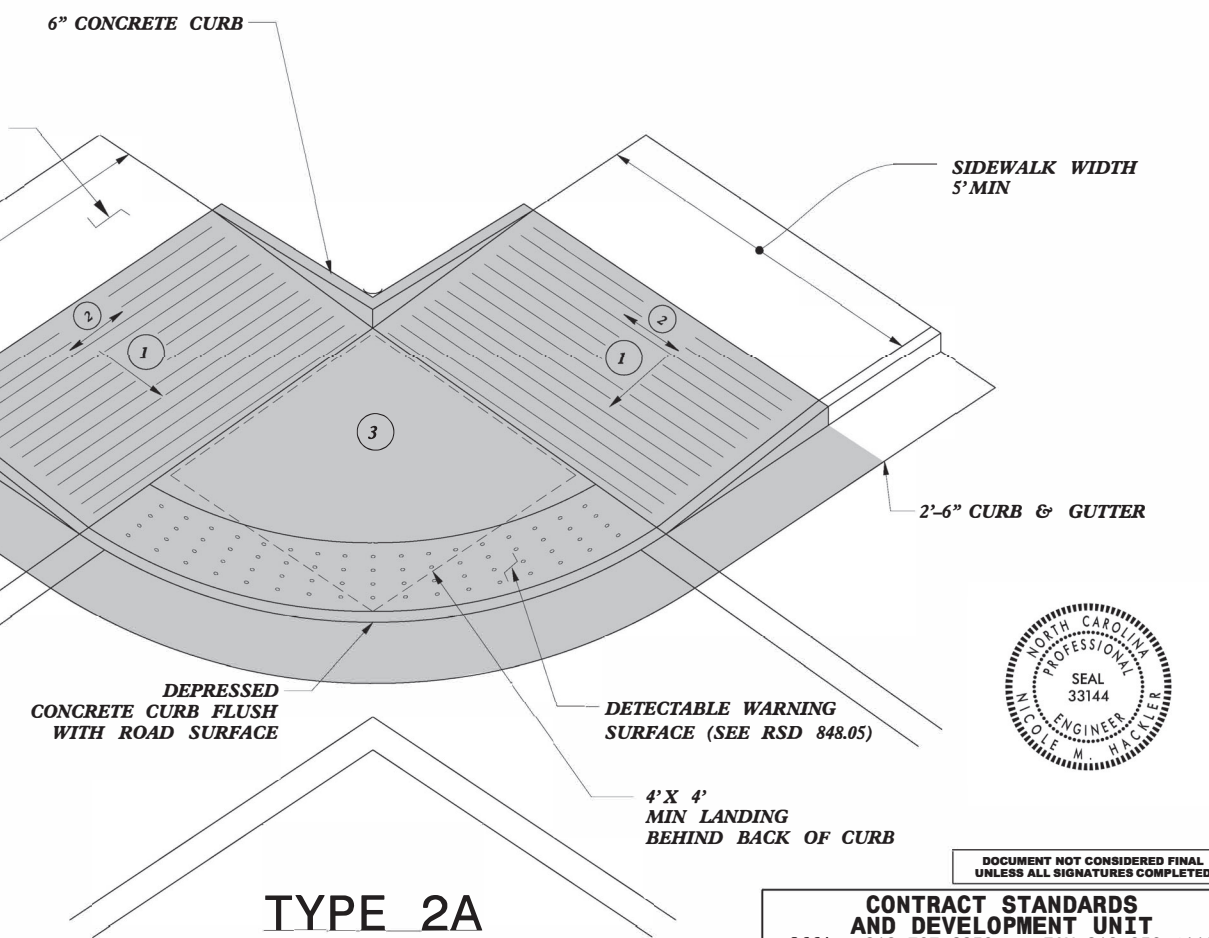 6” CONCRETE CURB
SIDEWALK WIDTH
5’ MIN
2
1
2
1
3
2’-6” CURB & GUTTER
DEPRESSED
CONCRETE CURB FLUSH
WITH ROAD SURFACE
DETECTABLE WARNING
SURFACE (SEE RSD 848.05)
4’ X 4’
MIN LANDING
BEHIND BACK OF CURB
NORTH CAROLINA
PROFESSIONAL
SEAL
33144
ENGINEER
NICOLE M. HACKLER
TYPE 2A
DOCUMENT NOT CONSIDERED FINAL
UNLESS ALL SIGNATURES COMPLETED
CONTRACT STANDARDS
AND DEVELOPMENT UNIT